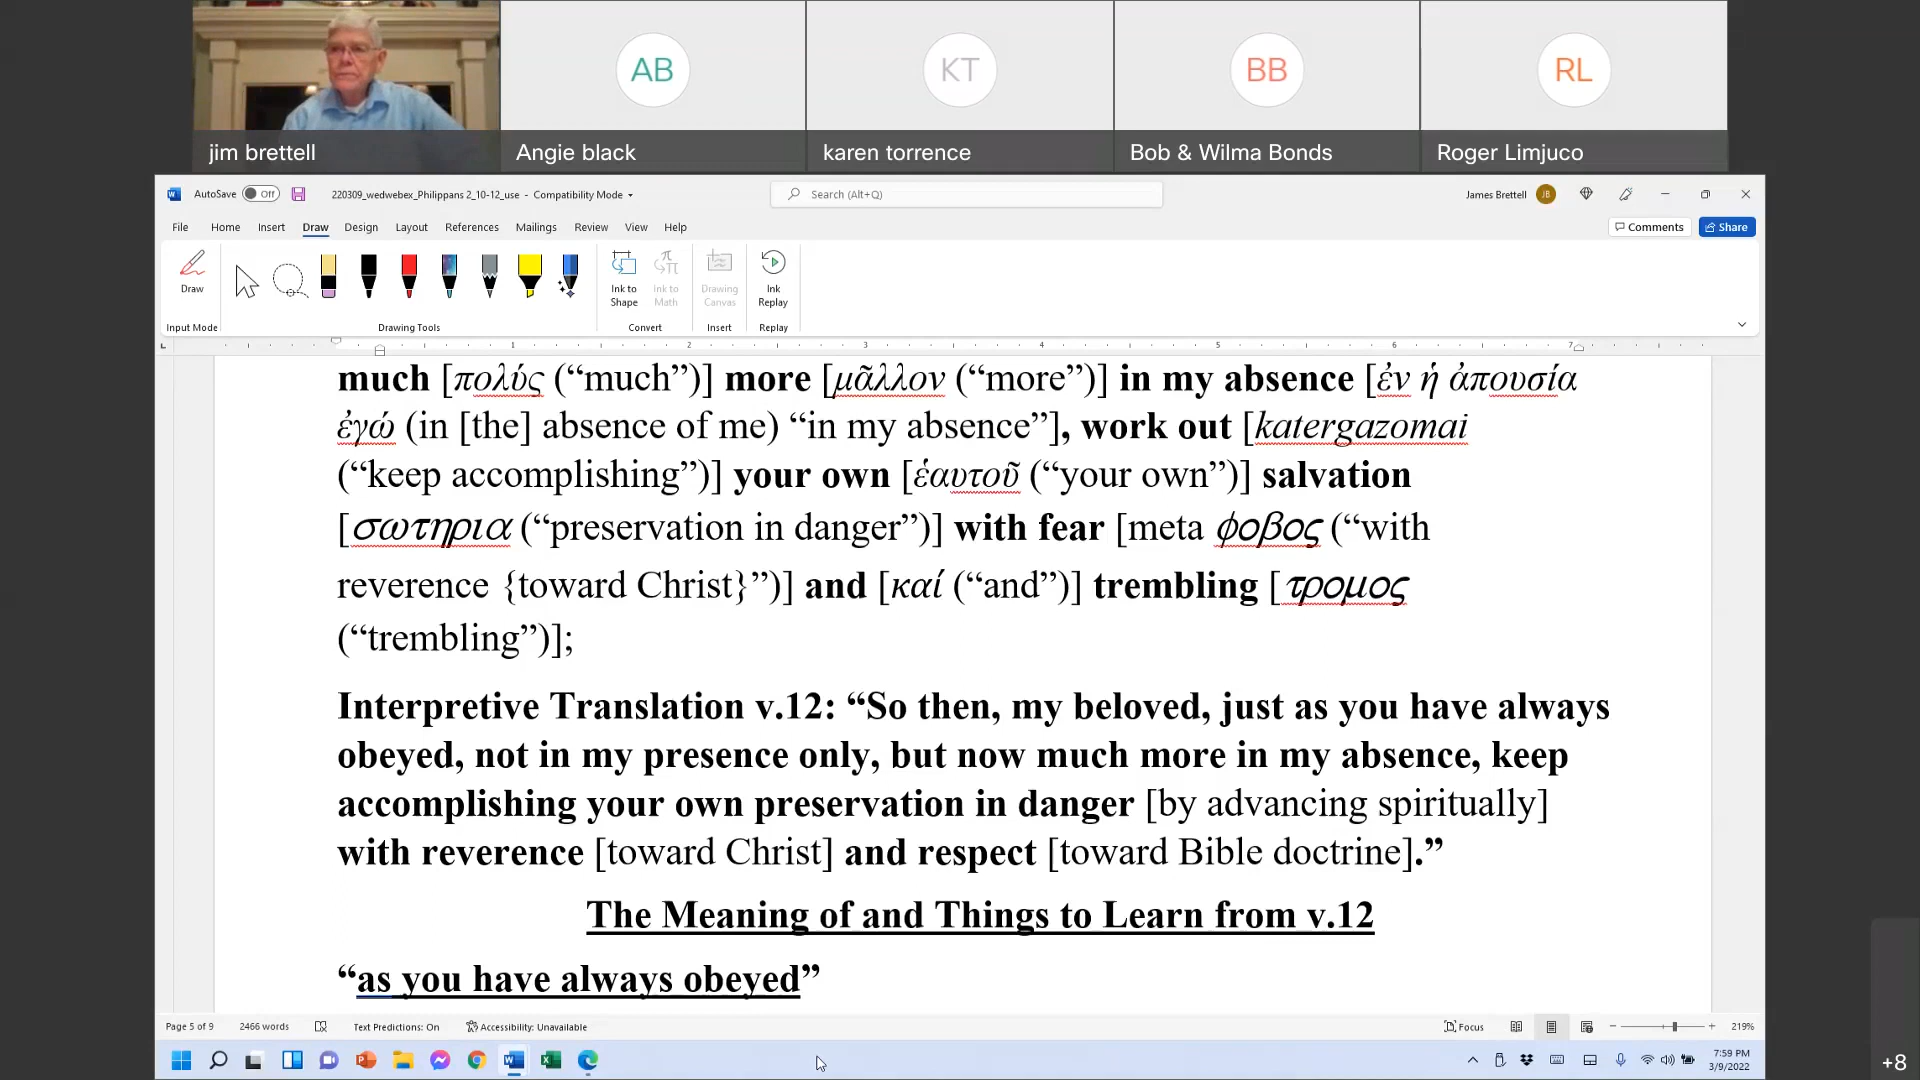 AB
KT
BB
RL
jim brettell
Angie black
karen torrence
Bob & Wilma Bonds
Roger Limjuco
AutoSave Off
220309_wedwebex_Philippans 2_10-12_use - Compatibility Mode
Search (Alt+Q)
James Brettell JB
File Home Insert Draw Design Layout References Mailings Review View Help
Comments Share
Draw
Ink to Shape
Ink to Math
Drawing Canvas
Ink Replay
Input Mode Drawing Tools Convert Insert Replay
1 2 3 4 5 6 7
much [πολύς (“much”)] more [μᾶλλον (“more”)] in my absence [ἐν ἡ ἀπουσία
ἐγώ (in [the] absence of me) “in my absence”], work out [katergazomai
(“keep accomplishing”)] your own [ἑαυτοῦ (“your own”)] salvation
[σωτηρια (“preservation in danger”)] with fear [meta φοβος (“with
reverence {toward Christ}”)] and [καί (“and”)] trembling [τρομος
(“trembling”)];
Interpretive Translation v.12: “So then, my beloved, just as you have always
obeyed, not in my presence only, but now much more in my absence, keep
accomplishing your own preservation in danger [by advancing spiritually]
with reverence [toward Christ] and respect [toward Bible doctrine].”
The Meaning of and Things to Learn from v.12
“as you have always obeyed”
Page 5 of 9 2466 words Text Predictions: On Accessibility: Unavailable Focus 219%
7:59 PM
3/9/2022
+8